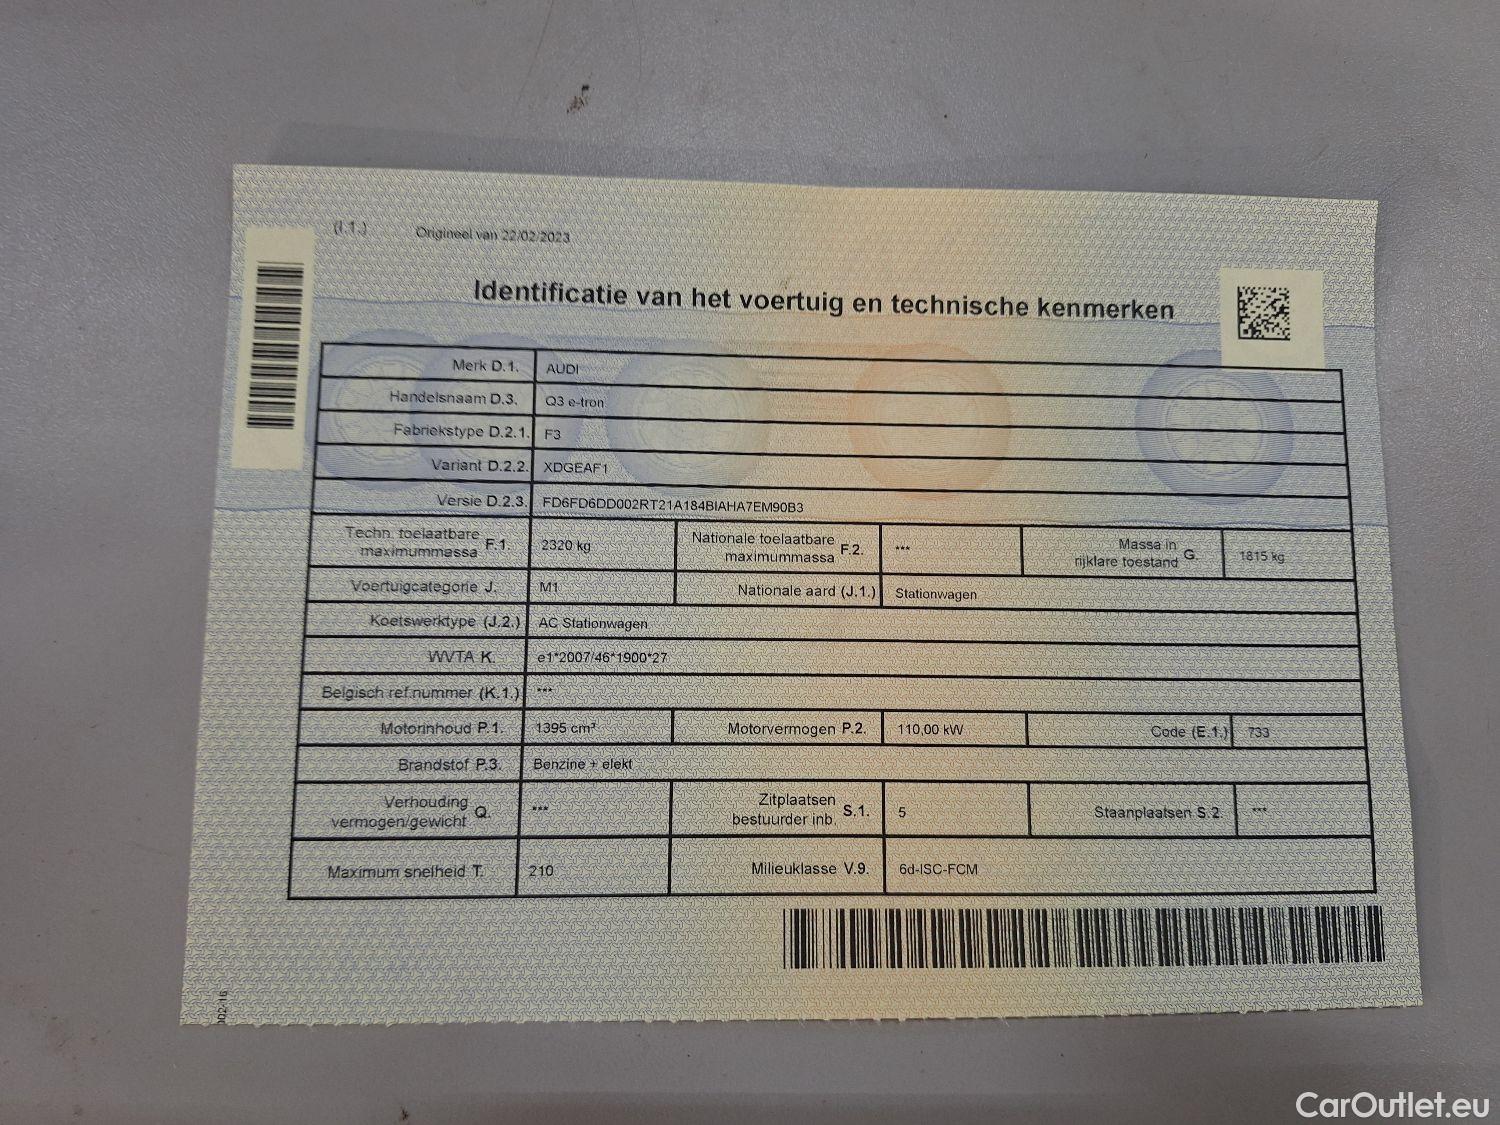 (I.1.) Origineel van 22/02/2023
Identificatie van het voertuig en technische kenmerken
Merk D.1. AUDI
Handelsnaam D.3. Q3 e-tron
Fabriekstype D.2.1. F3
Variant D.2.2. XDGEAF1
Versie D.2.3. FD6FD6DD002RT21A184BIAHA7EM90B3
Techn. toelaatbare maximummassa F.1. 2320 kg Nationale toelaatbare maximummassa F.2. *** Massa in rijklare toestand G. 1815 kg
Voertuigcategorie J. M1 Nationale aard (J.1.) Stationwagen
Koetswerktype (J.2.) AC Stationwagen
WVTA K. e1*2007/46*1900*27
Belgisch ref.nummer (K.1.) ***
Motorinhoud P.1. 1395 cm³ Motorvermogen P.2. 110,00 kW Code (E.1.) 733
Brandstof P.3. Benzine + elekt
Verhouding vermogen/gewicht Q. *** Zitplaatsen bestuurder inb. S.1. 5 Staanplaatsen S.2. ***
Maximum snelheid T. 210 Milieuklasse V.9. 6d-ISC-FCM
002-16
CarOutlet.eu